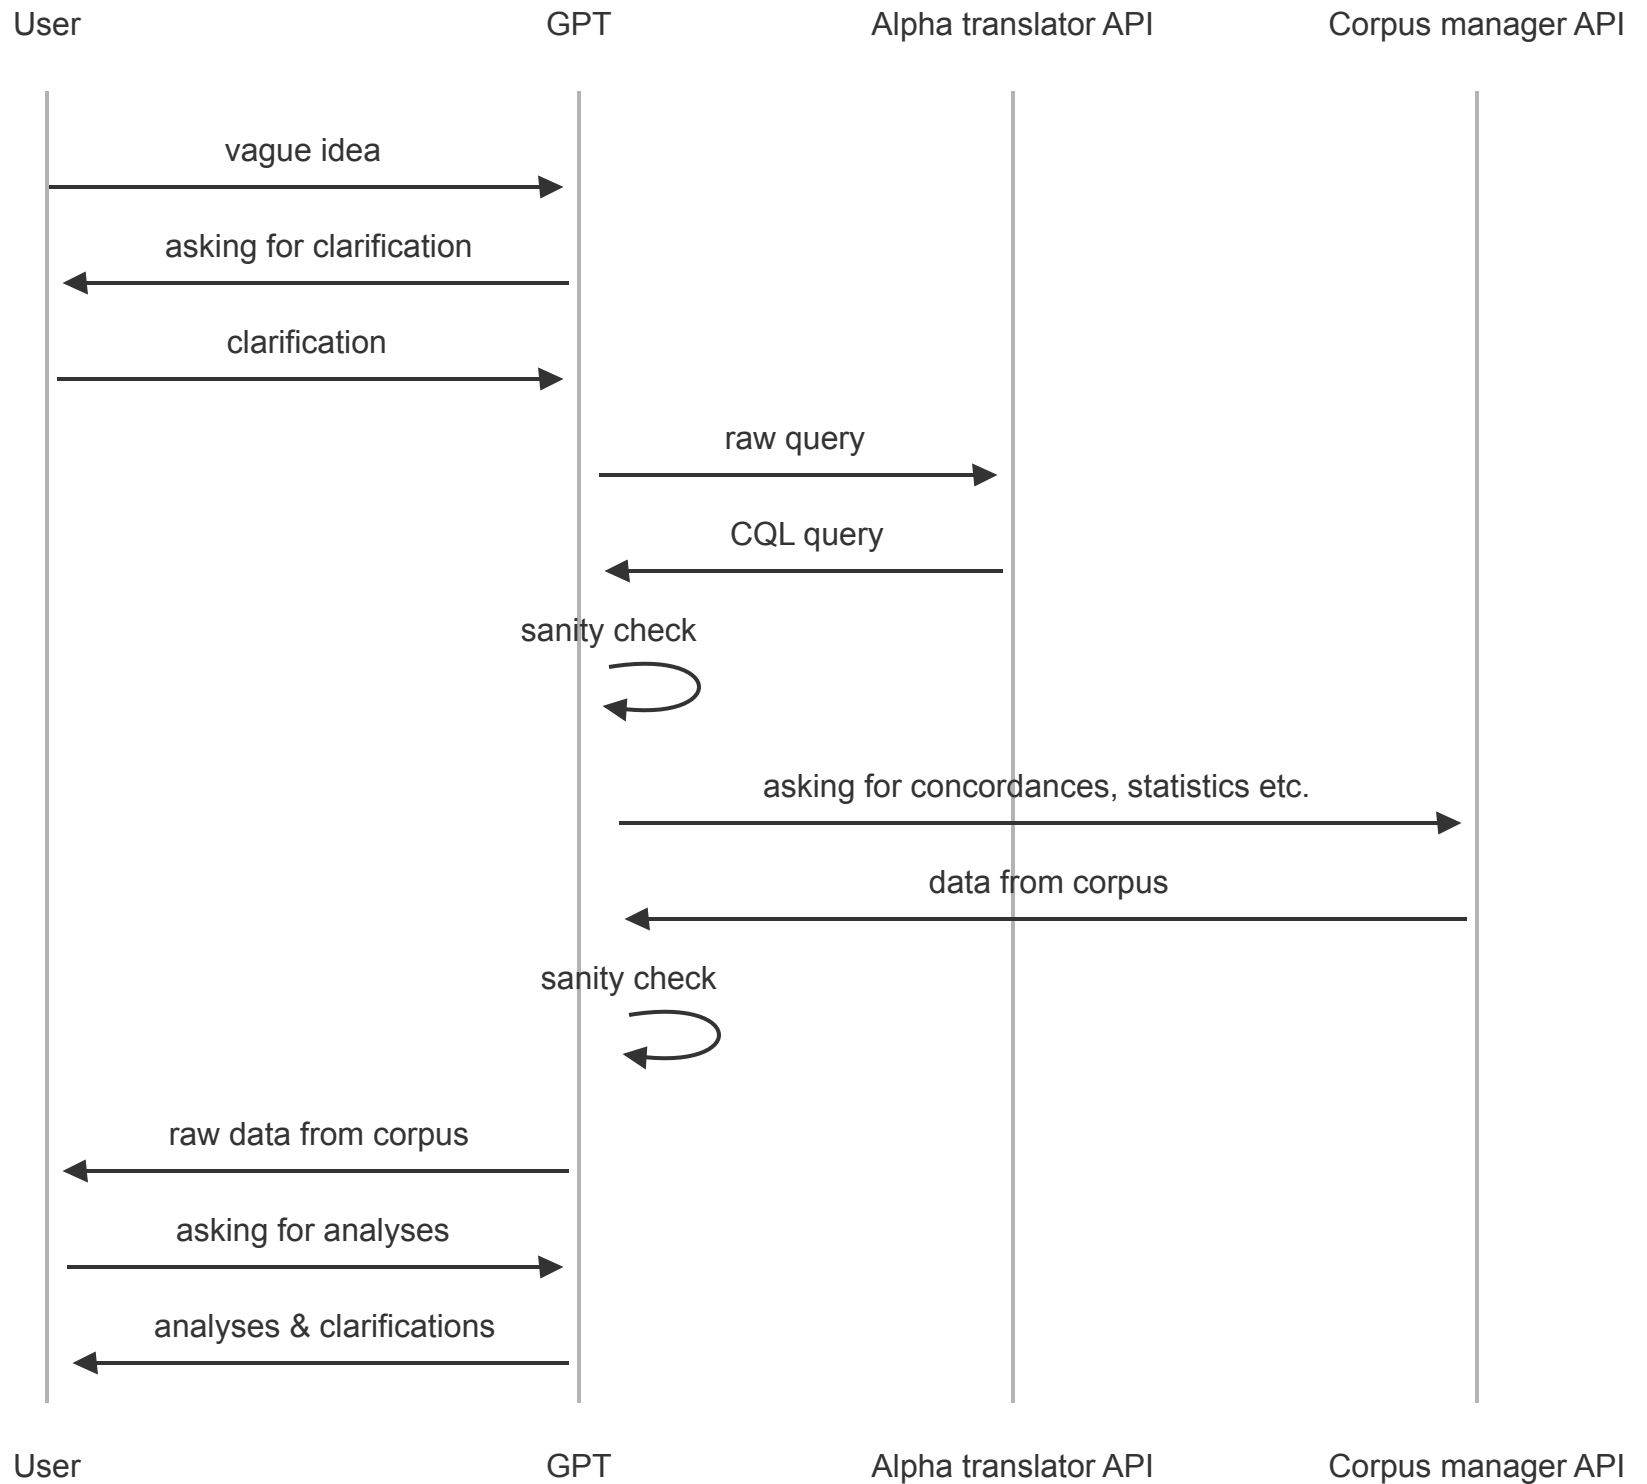 User GPT Alpha translator API Corpus manager API
vague idea
asking for clarification
clarification
raw query
CQL query
sanity check
asking for concordances, statistics etc.
data from corpus
sanity check
raw data from corpus
asking for analyses
analyses & clarifications
User GPT Alpha translator API Corpus manager API